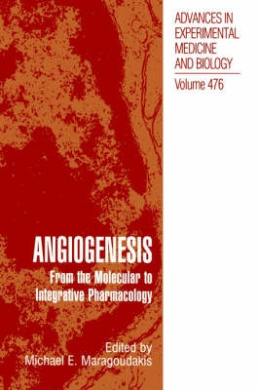 ADVANCES IN
EXPERIMENTAL
MEDICINE
AND BIOLOGY
Volume 476
ANGIOGENESIS
From the Molecular to
Integrative Pharmacology
Edited by
Michael E. Maragoudakis